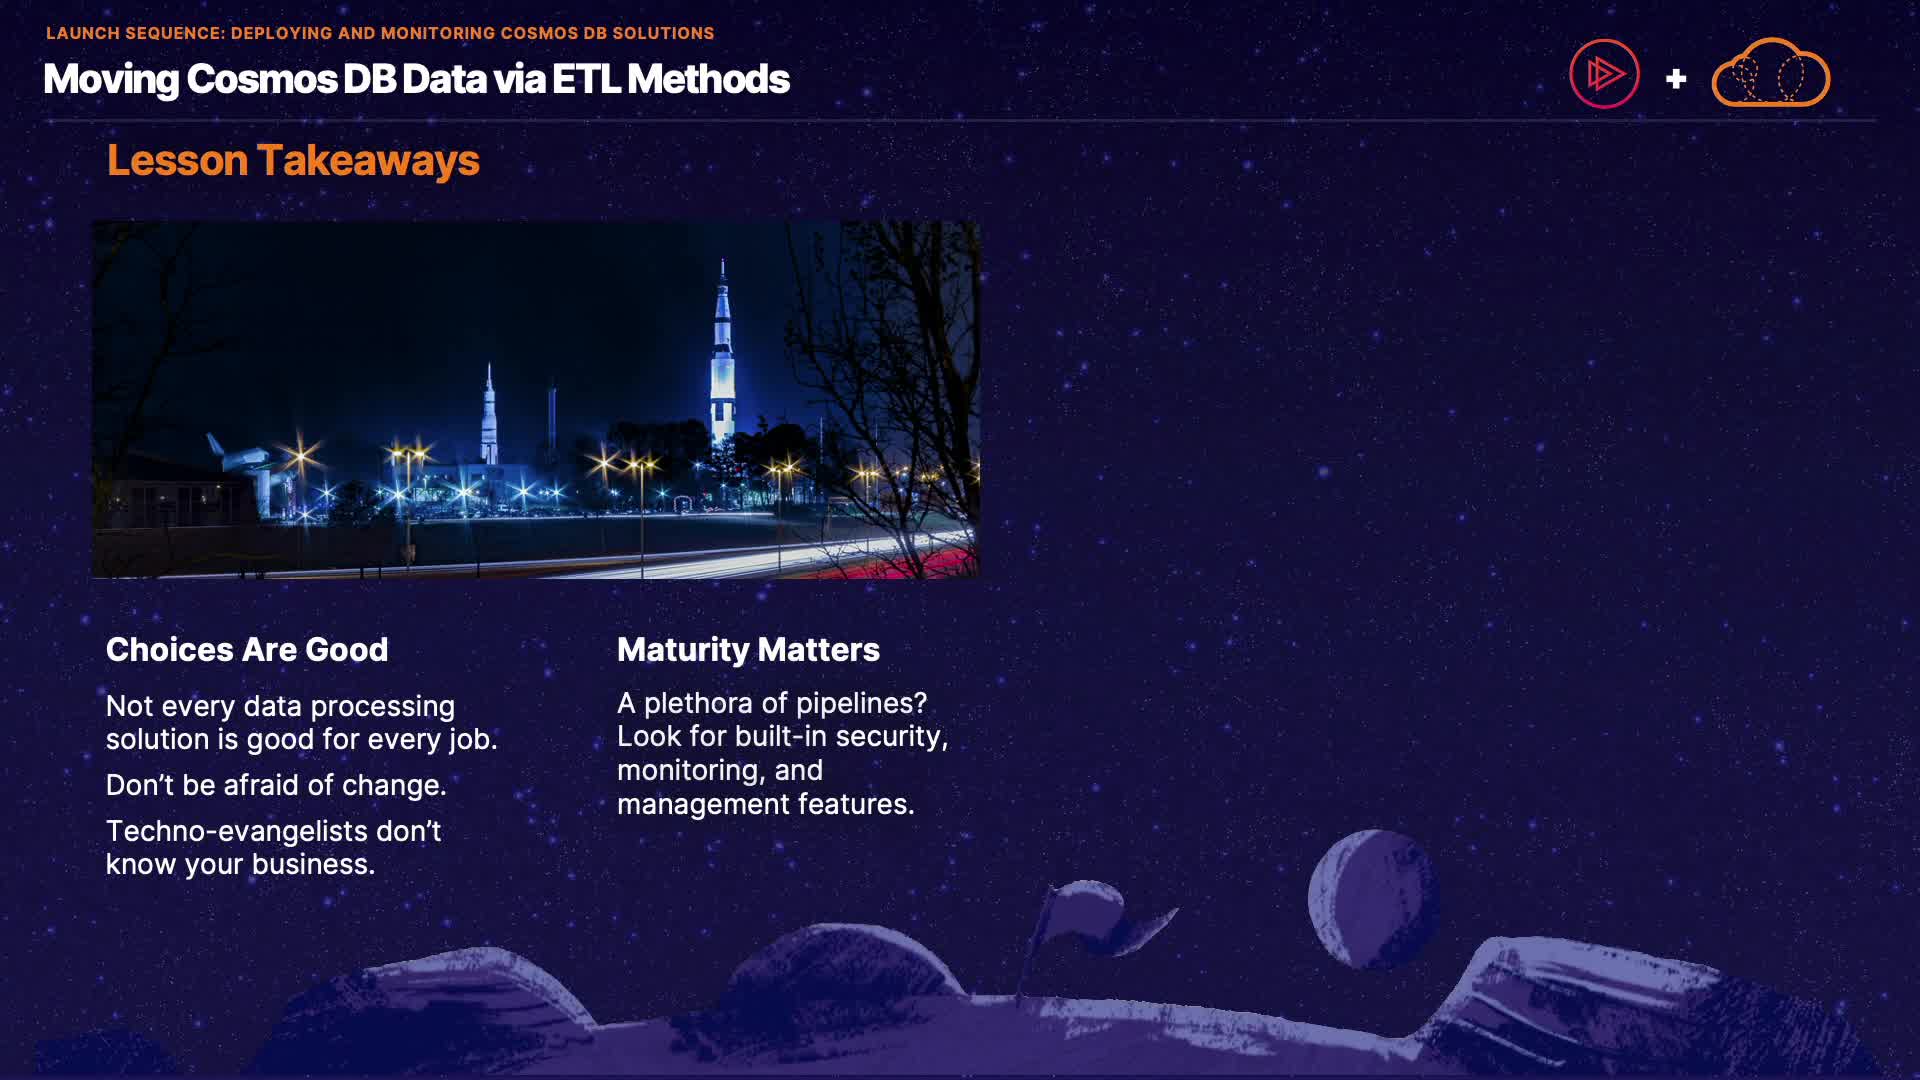 LAUNCH SEQUENCE: DEPLOYING AND MONITORING COSMOS DB SOLUTIONS
Moving Cosmos DB Data via ETL Methods
+
Lesson Takeaways
Choices Are Good
Not every data processing
solution is good for every job.
Don’t be afraid of change.
Techno-evangelists don’t
know your business.
Maturity Matters
A plethora of pipelines?
Look for built-in security,
monitoring, and
management features.